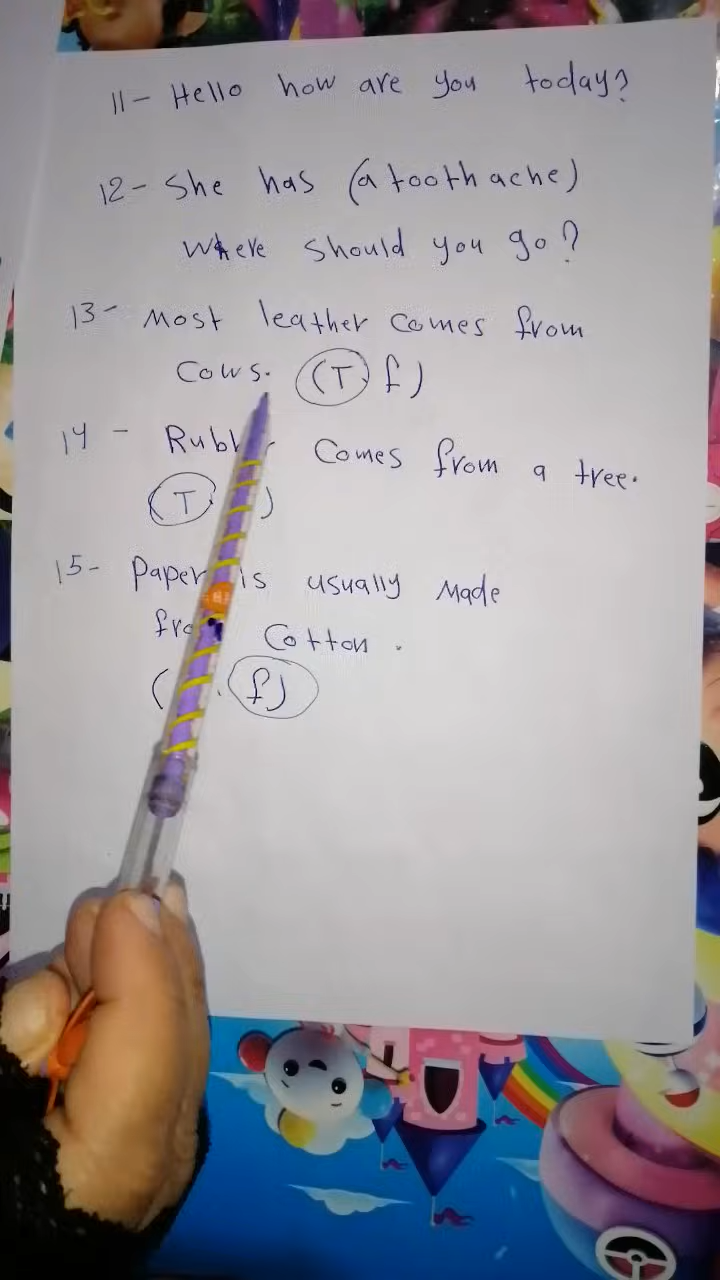 11- Hello how are you today?
12- She has (a toothache)
Where should you go?
13- Most leather comes from
Cows. (T) f)
14 - Comes from a tree.
(T )
15- Paper is usually Made
Cotton .
( . f)